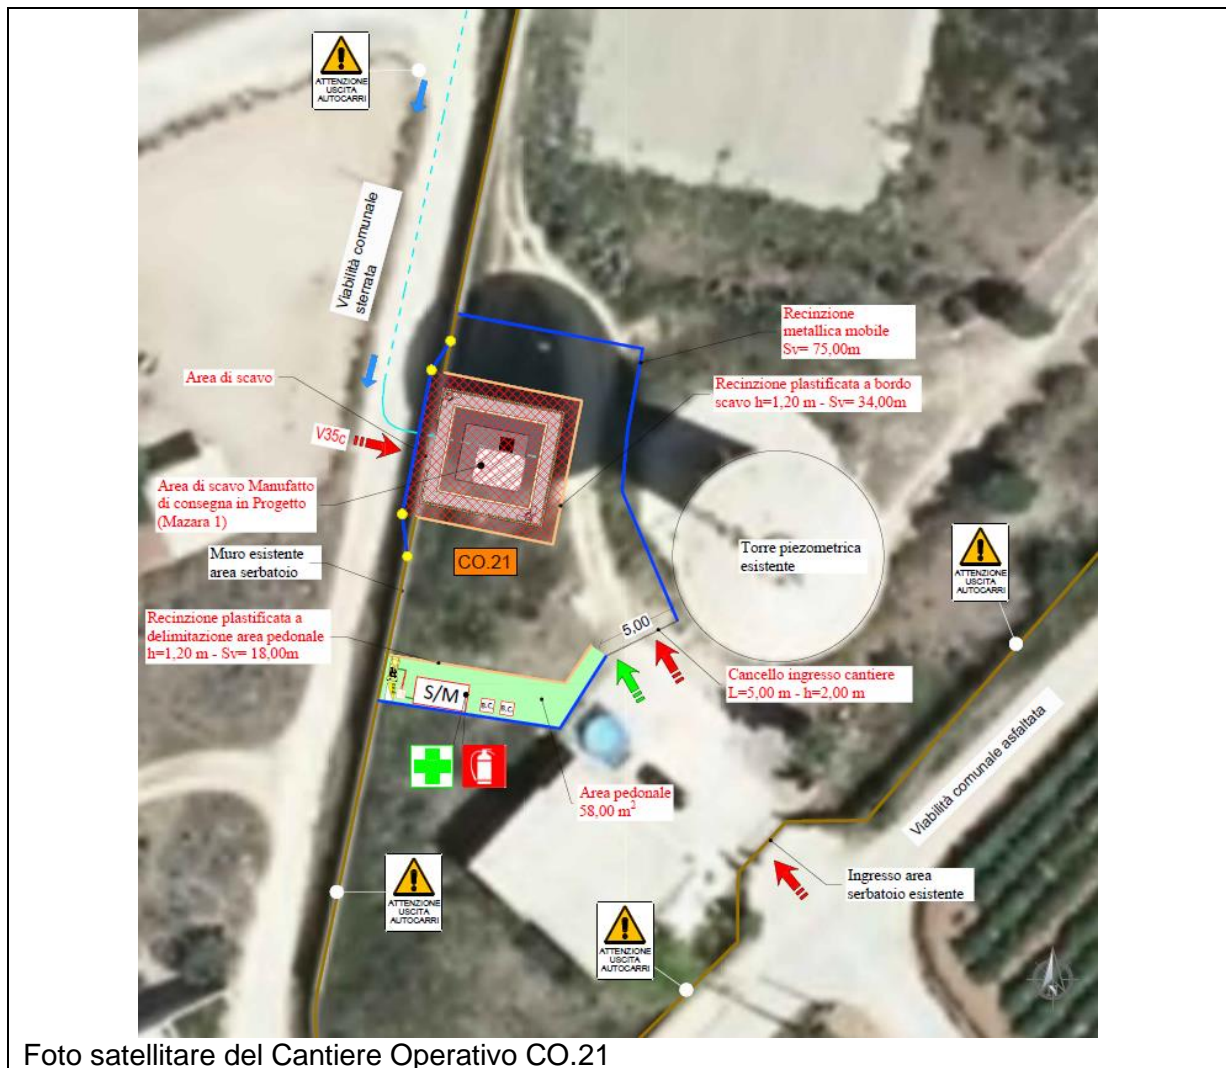 ATTENZIONE
USCITA
AUTOCARRI
Viabilità comunale
sterrata
Recinzione
metallica mobile
Sv= 75,00m
Area di scavo
Recinzione plastificata a bordo
scavo h=1,20 m - Sv= 34,00m
V35c
Area di scavo Manufatto
di consegna in Progetto
(Mazara 1)
Muro esistente
area serbatoio
CO.21
Torre piezometrica
esistente
ATTENZIONE
USCITA
AUTOCARRI
Recinzione plastificata a
delimitazione area pedonale
h=1,20 m - Sv= 18,00m
5,00
Cancello ingresso cantiere
L=5,00 m - h=2,00 m
S/M
B.C.
B.C.
Area pedonale
58,00 m²
Viabilità comunale asfaltata
Ingresso area
serbatoio esistente
ATTENZIONE
USCITA
AUTOCARRI
ATTENZIONE
USCITA
AUTOCARRI
Foto satellitare del Cantiere Operativo CO.21